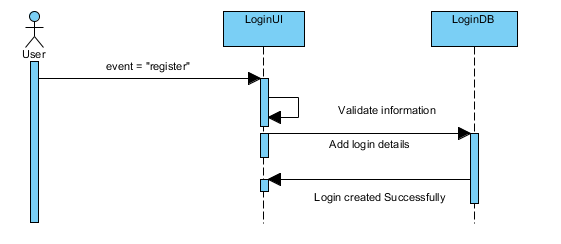 LoginUI
LoginDB
User
event = "register"
Validate information
Add login details
Login created Successfully